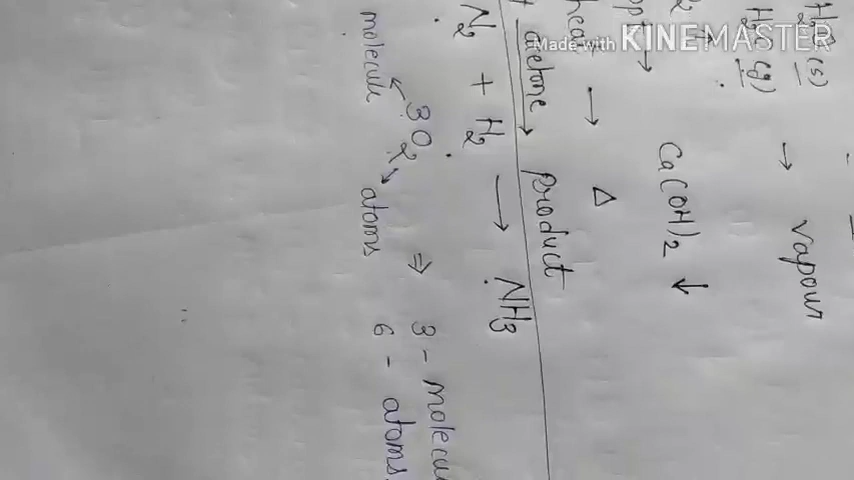 Made with KINEMASTER
H₂O (s)
H₂O (g) → vapour
ppt → Ca(OH)₂ ↓
heat → Δ
acetone → product
N₂ + H₂ → NH₃
3O₂ ⇒ 3 - molecu
molecule atoms 6 - atoms.